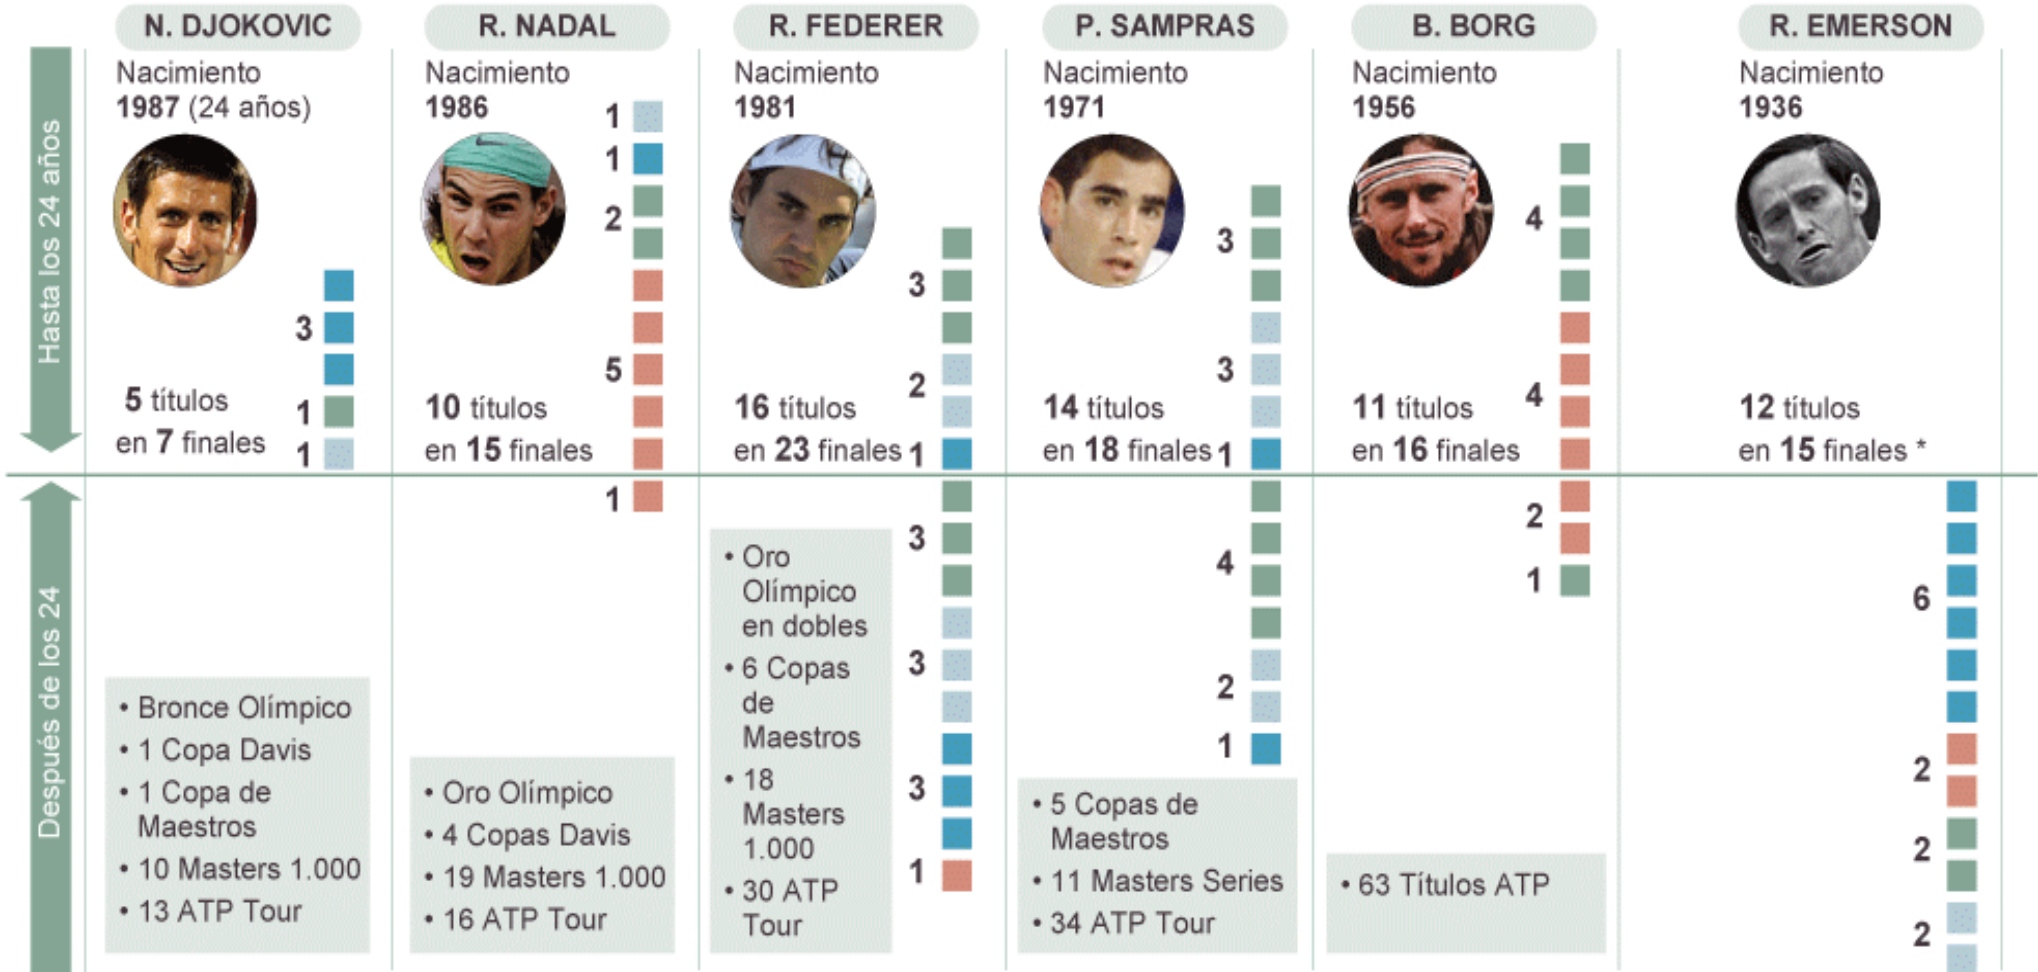 N. DJOKOVIC
Nacimiento
1987 (24 años)
3
5 títulos
1
en 7 finales
1
R. NADAL
Nacimiento
1986
1
1
2
5
10 títulos
en 15 finales
1
R. FEDERER
Nacimiento
1981
3
2
16 títulos
en 23 finales
1
3
3
3
1
P. SAMPRAS
Nacimiento
1971
3
3
14 títulos
en 18 finales
1
4
2
1
B. BORG
Nacimiento
1956
4
4
11 títulos
en 16 finales
2
1
R. EMERSON
Nacimiento
1936
12 títulos
en 15 finales *
6
2
2
2
Hasta los 24 años
Después de los 24
• Bronce Olímpico
• 1 Copa Davis
• 1 Copa de
Maestros
• 10 Masters 1.000
• 13 ATP Tour
• Oro Olímpico
• 4 Copas Davis
• 19 Masters 1.000
• 16 ATP Tour
• Oro
Olímpico
en dobles
• 6 Copas
de
Maestros
• 18
Masters
1.000
• 30 ATP
Tour
• 5 Copas de
Maestros
• 11 Masters Series
• 34 ATP Tour
• 63 Títulos ATP